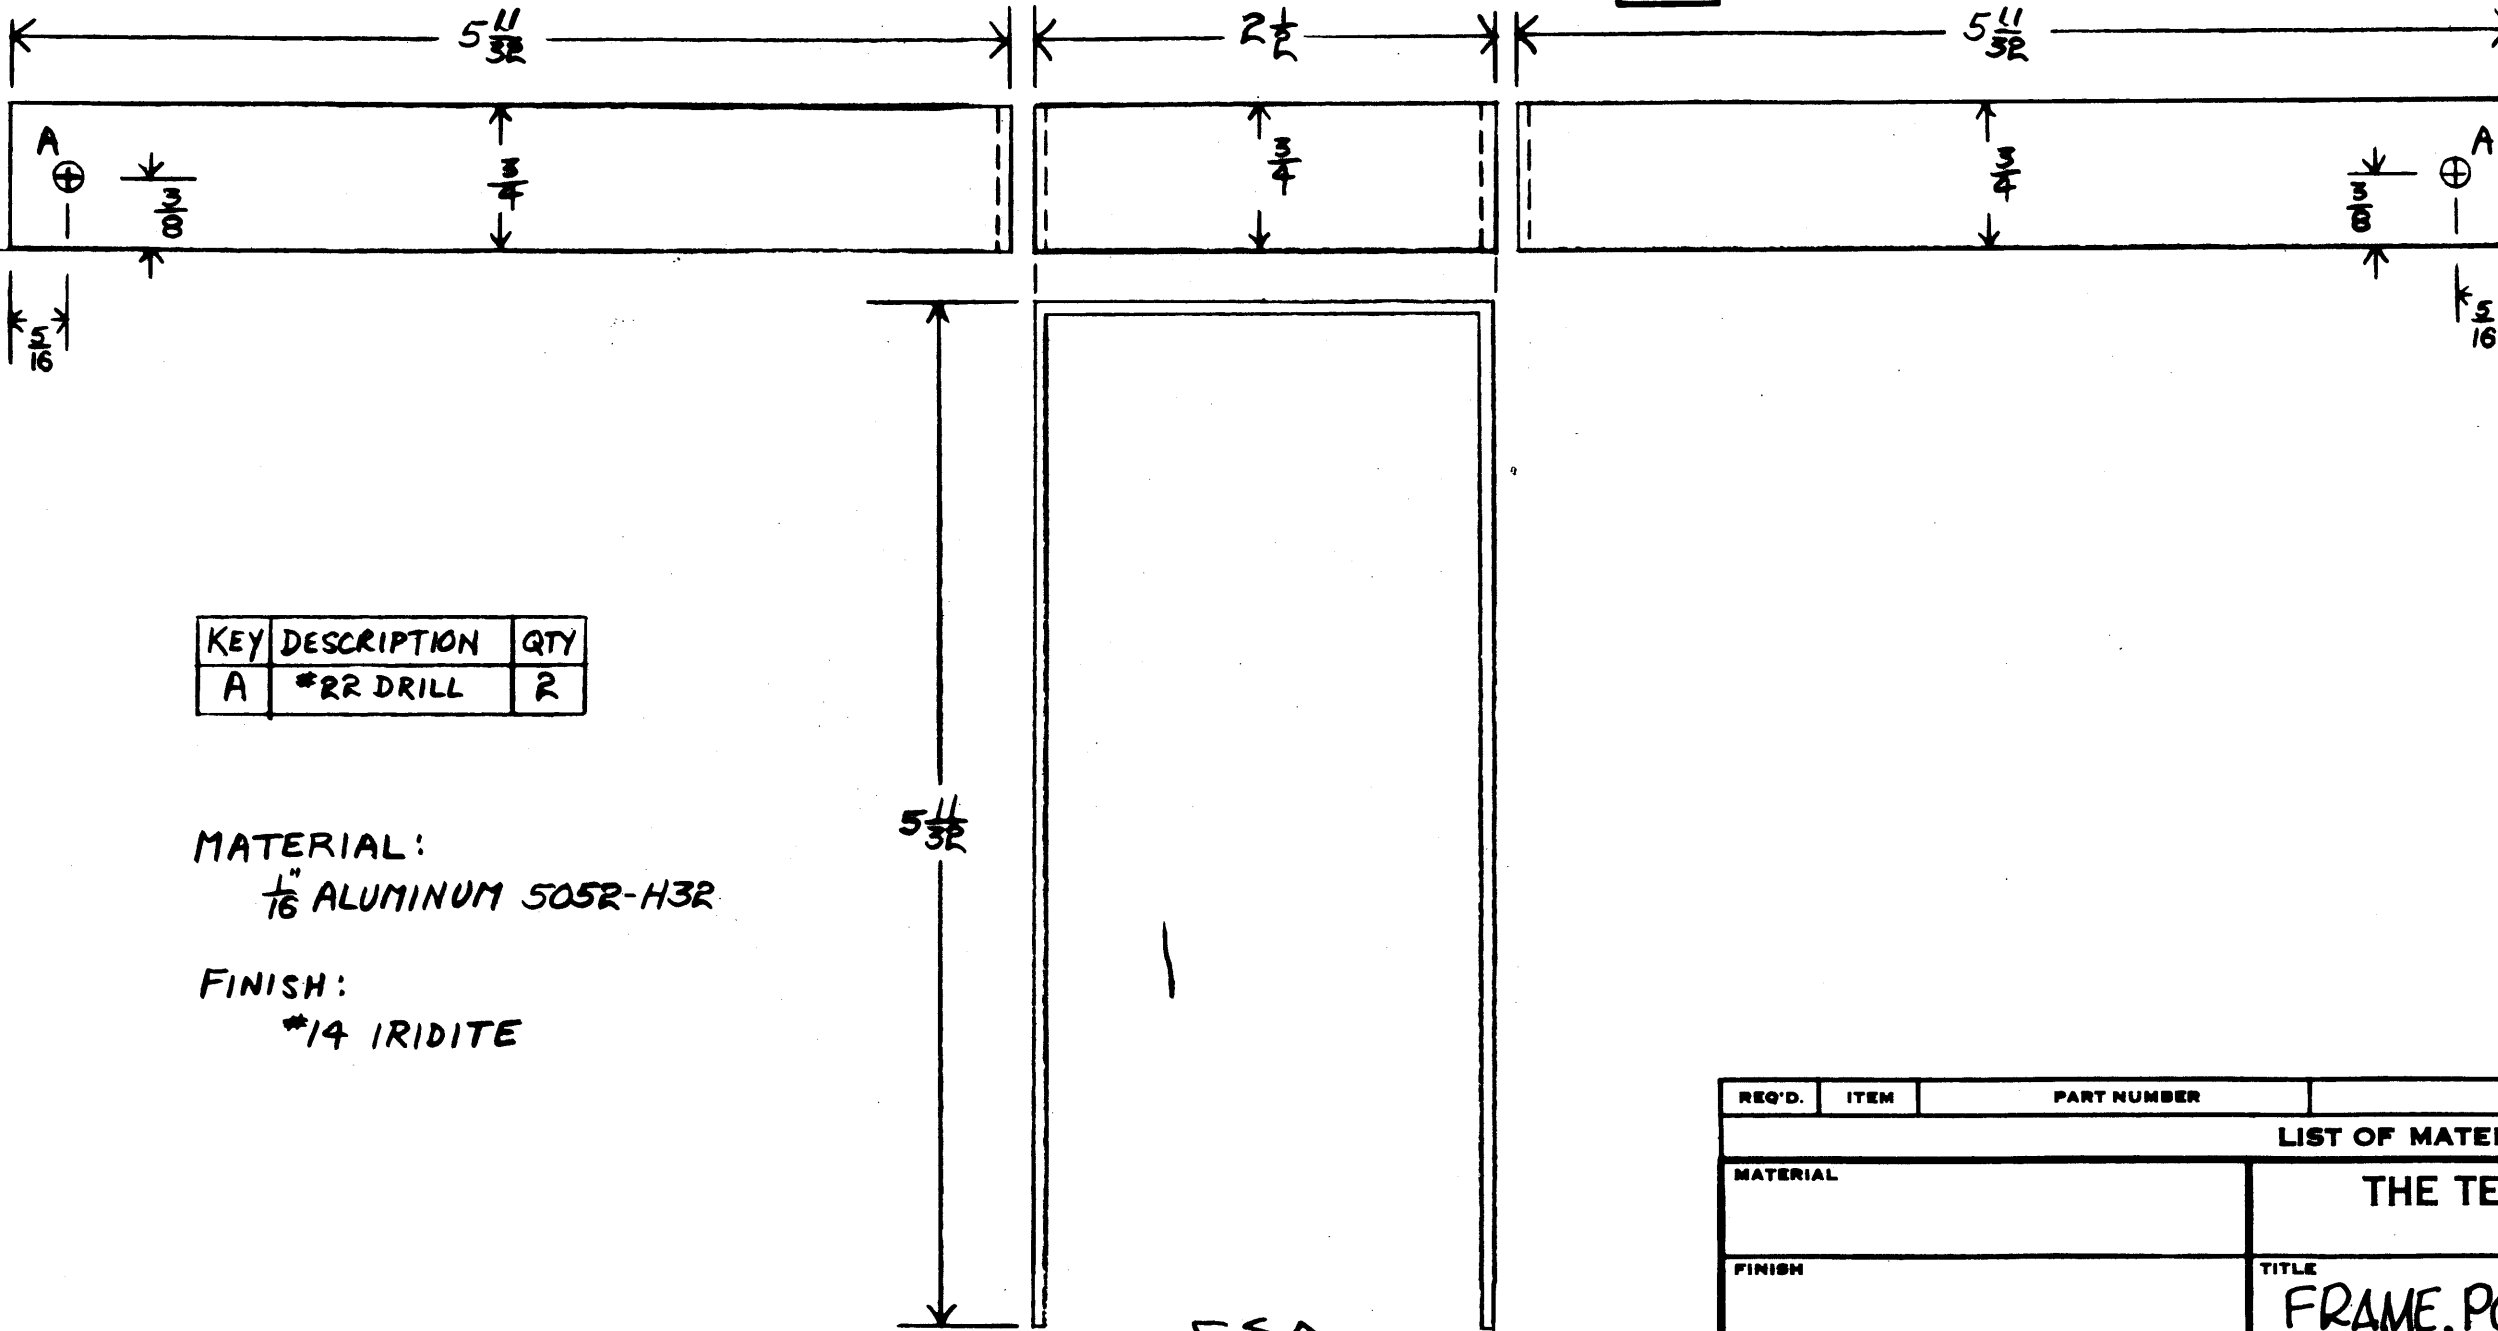 5 11/32 2 1/2 5 11/32
A 3/8 3/4 3/4 3/4 3/8 A
5/16 5/16
KEY DESCRIPTION QTY
A #22 DRILL 2
5 11/32
MATERIAL:
1/16" ALUMINUM 5052-H32
FINISH:
#14 IRIDITE
REQ'D. ITEM PART NUMBER
LIST OF
MATERIAL
THE
FINISH
TITLE
FRAME,